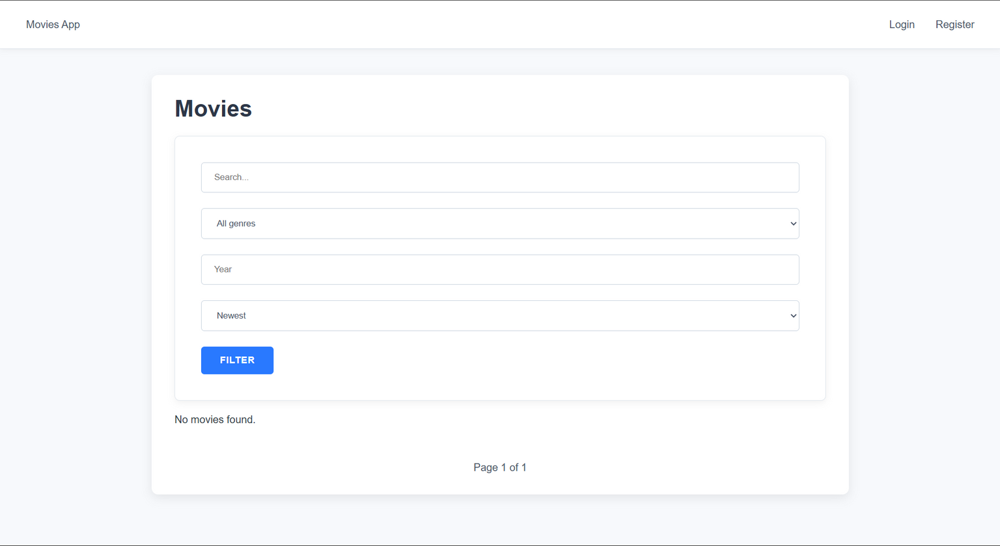 Movies App
Login
Register
Movies
Search...
All genres
Year
Newest
FILTER
No movies found.
Page 1 of 1